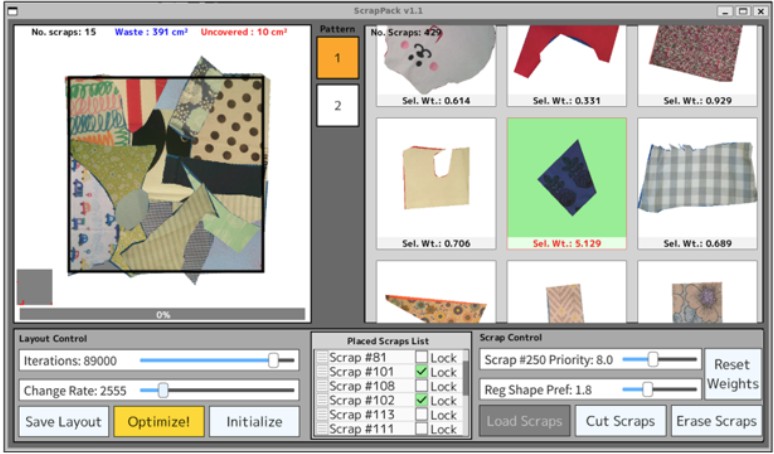 ScrapPack v1.1
No. scraps: 15 Waste : 391 cm² Uncovered : 10 cm²
0%
Pattern
1
2
No. Scraps: 429
Sel. Wt.: 0.614 Sel. Wt.: 0.331 Sel. Wt.: 0.929
Sel. Wt.: 0.706 Sel. Wt.: 5.129 Sel. Wt.: 0.689
Layout Control
Iterations: 89000
Change Rate: 2555
Save Layout Optimize! Initialize
Placed Scraps List
Scrap #81 Lock
Scrap #101 Lock
Scrap #108 Lock
Scrap #102 Lock
Scrap #113 Lock
Scrap #111 Lock
Scrap Control
Scrap #250 Priority: 8.0
Reg Shape Pref: 1.8
Reset
Weights
Load Scraps Cut Scraps Erase Scraps